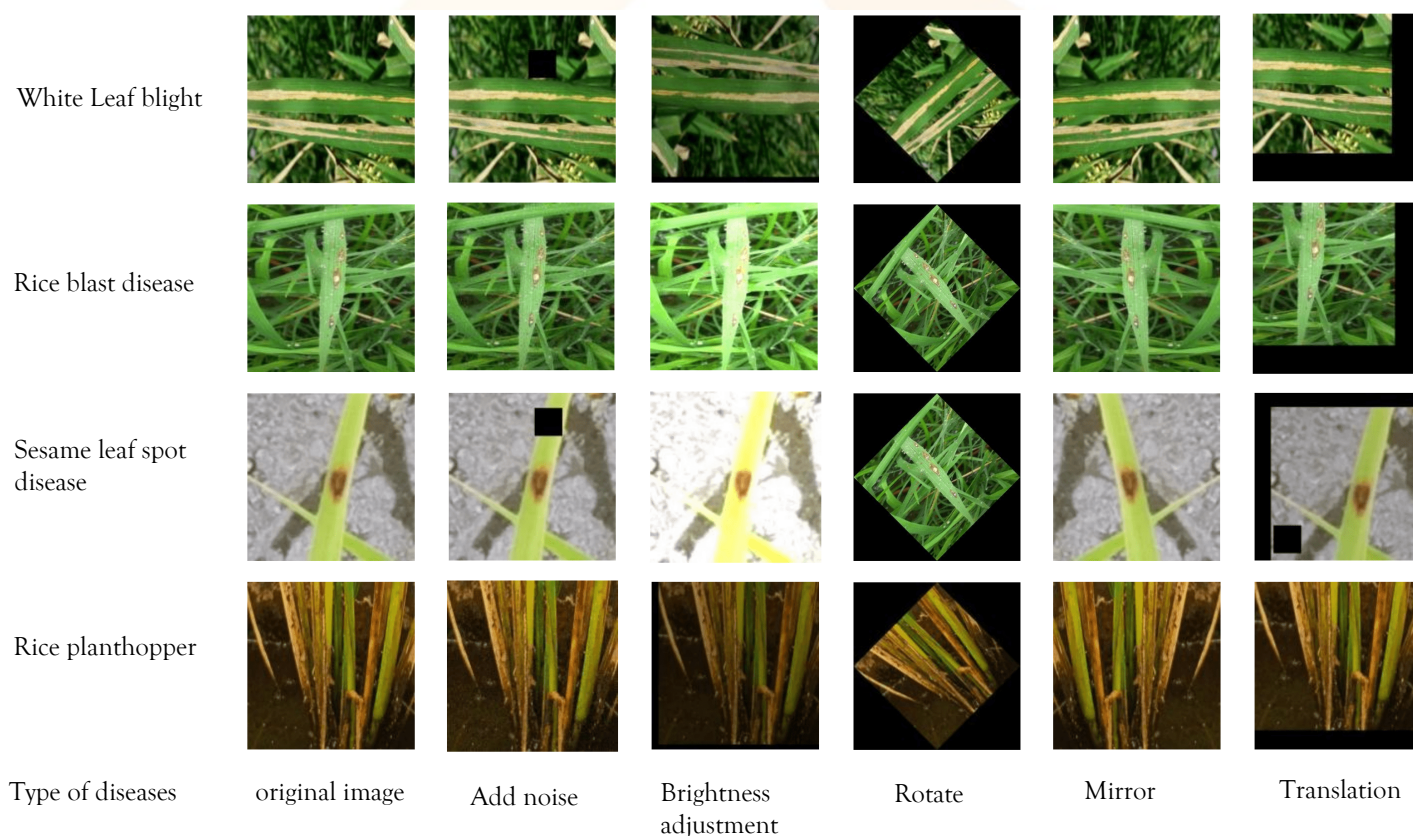 White Leaf blight
Rice blast disease
Sesame leaf spot
disease
Rice planthopper
Type of diseases
original image
Add noise
Brightness
adjustment
Rotate
Mirror
Translation